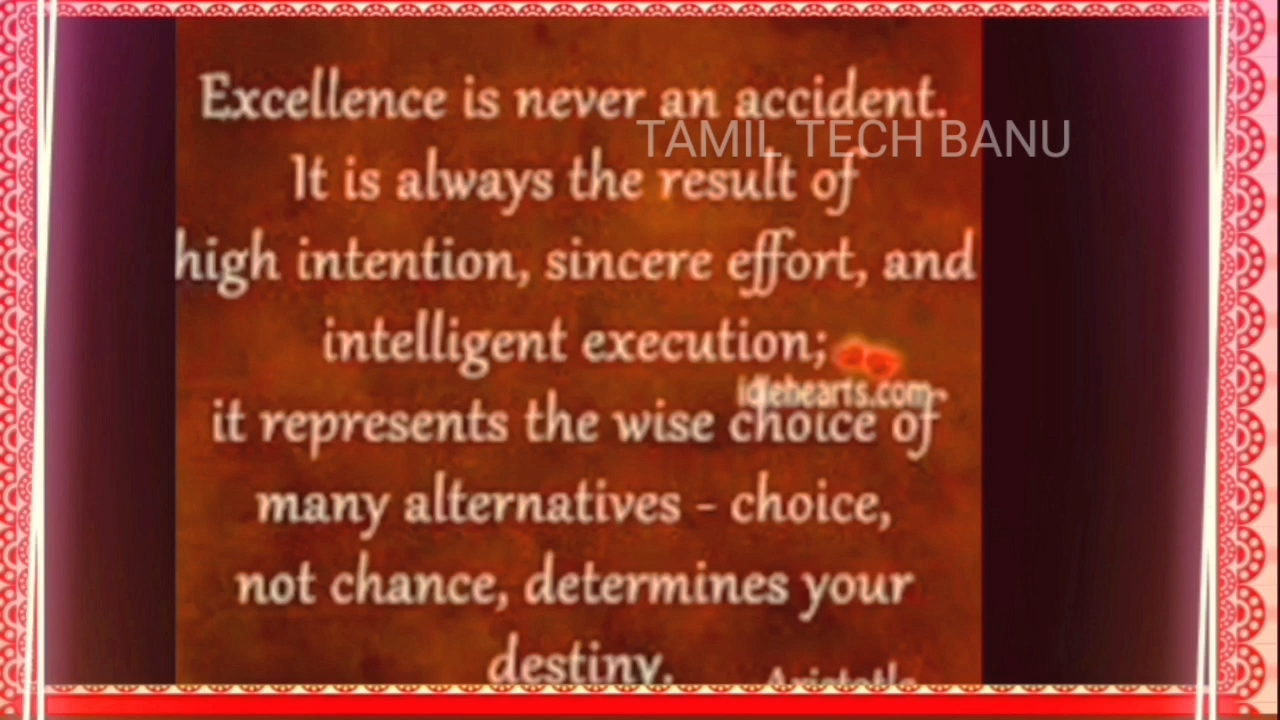 Excellence is never an accident.
TAMIL TECH BANU
It is always the result of
high intention, sincere effort, and
intelligent execution;
idlehearts.com
it represents the wise choice of
many alternatives - choice,
not chance, determines your
destiny.
Aristotle